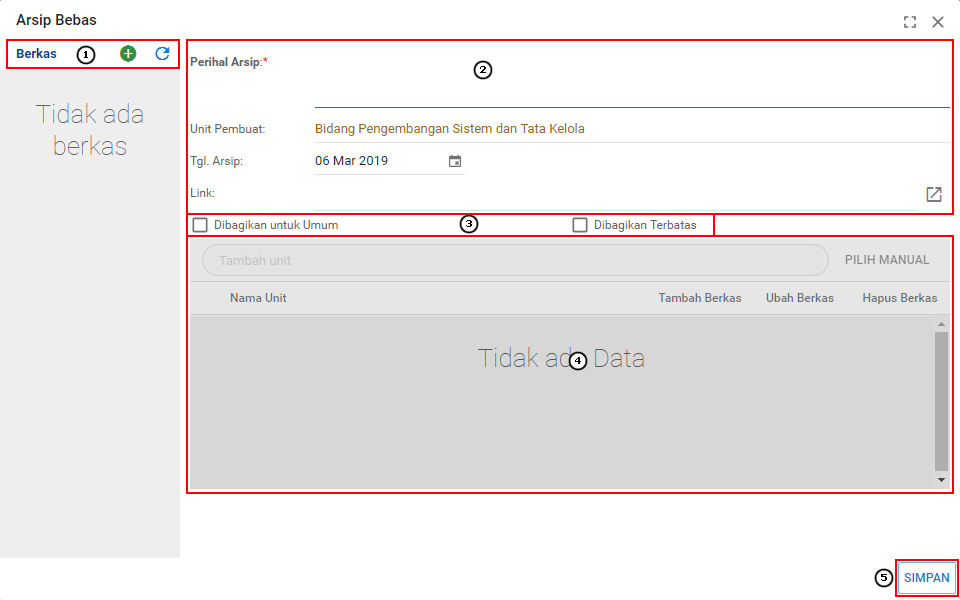 Arsip Bebas
Berkas 1
Tidak ada
berkas
Perihal Arsip:* 2
Unit Pembuat: Bidang Pengembangan Sistem dan Tata Kelola
Tgl. Arsip: 06 Mar 2019
Link:
Dibagikan untuk Umum 3 Dibagikan Terbatas
Tambah unit PILIH MANUAL
Nama Unit Tambah Berkas Ubah Berkas Hapus Berkas
Tidak ada Data 4
5 SIMPAN